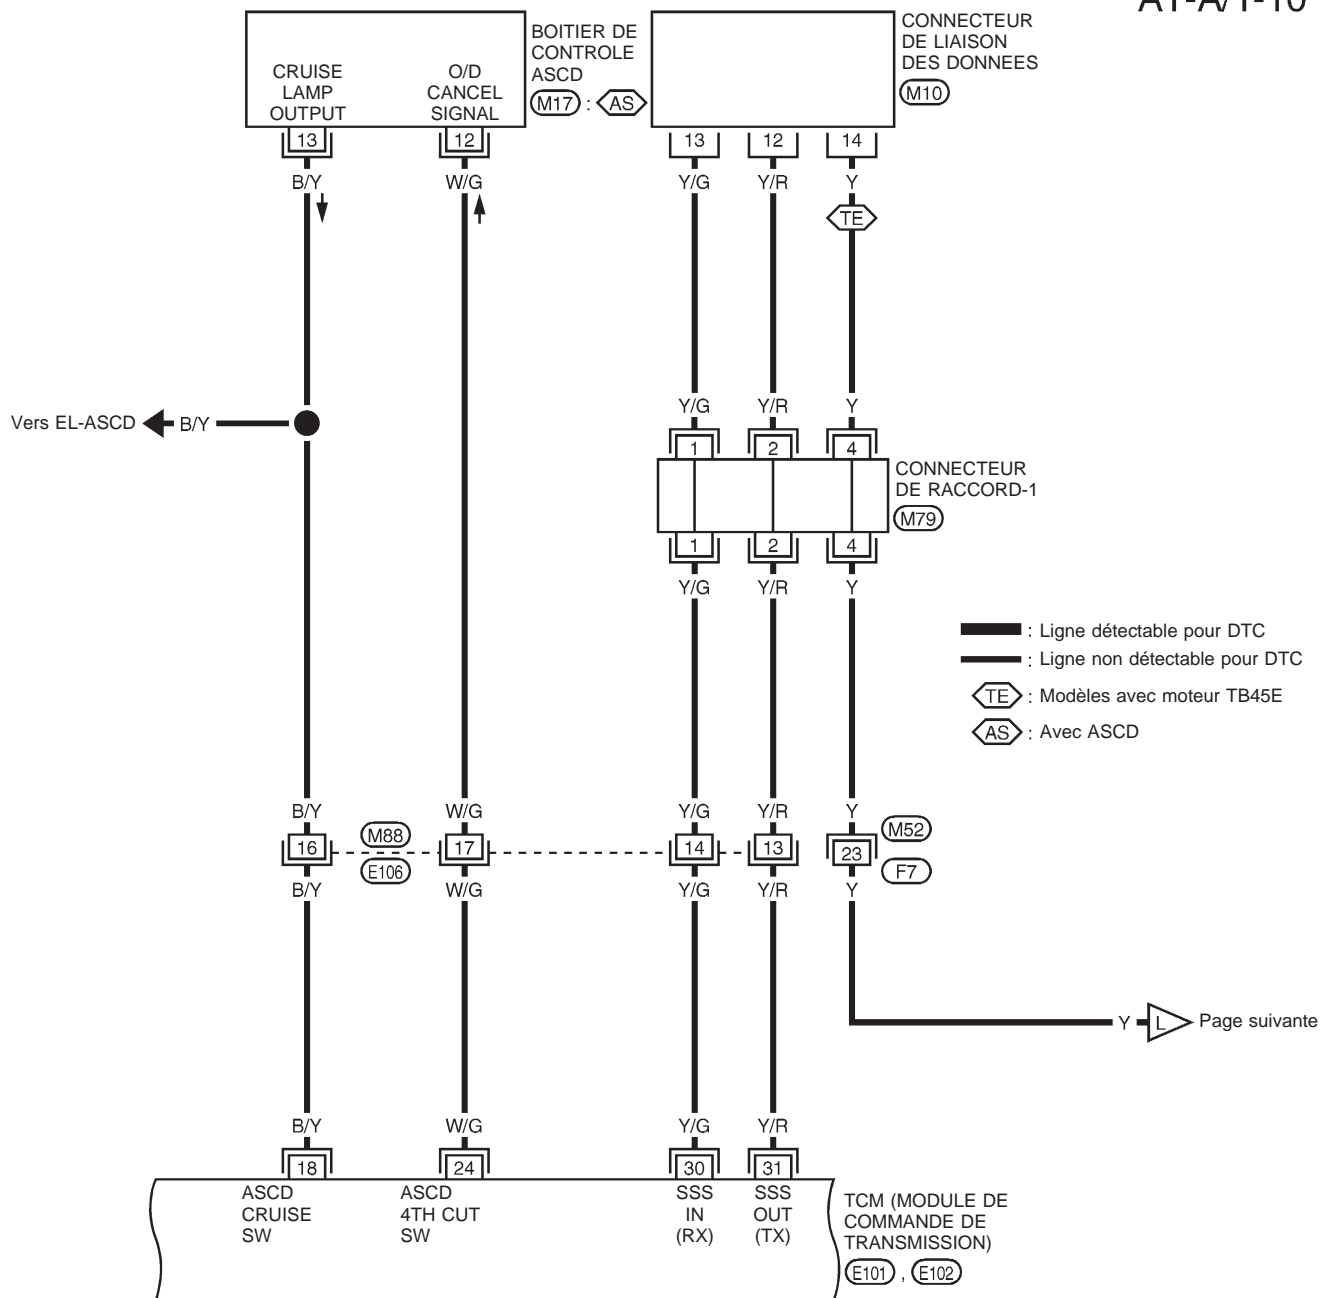 AT-A/T-10
BOITIER DE
CONTROLE
ASCD
M17 : AS
CONNECTEUR
DE LIAISON
DES DONNEES
M10
CRUISE
LAMP
OUTPUT
O/D
CANCEL
SIGNAL
13 12 13 12 14
B/Y W/G Y/G Y/R Y
TE
Vers EL-ASCD B/Y
Y/G Y/R Y
1 2 4
CONNECTEUR
DE RACCORD-1
M79
1 2 4
Y/G Y/R Y
: Ligne détectable pour DTC
: Ligne non détectable pour DTC
TE : Modèles avec moteur TB45E
AS : Avec ASCD
B/Y W/G Y/G Y/R Y
16 M88 17 14 13 23 M52
E106 F7
B/Y W/G Y/G Y/R Y
Y L Page suivante
B/Y W/G Y/G Y/R
18 24 30 31
ASCD
CRUISE
SW
ASCD
4TH CUT
SW
SSS
IN
(RX)
SSS
OUT
(TX)
TCM (MODULE DE
COMMANDE DE
TRANSMISSION)
E101 , E102